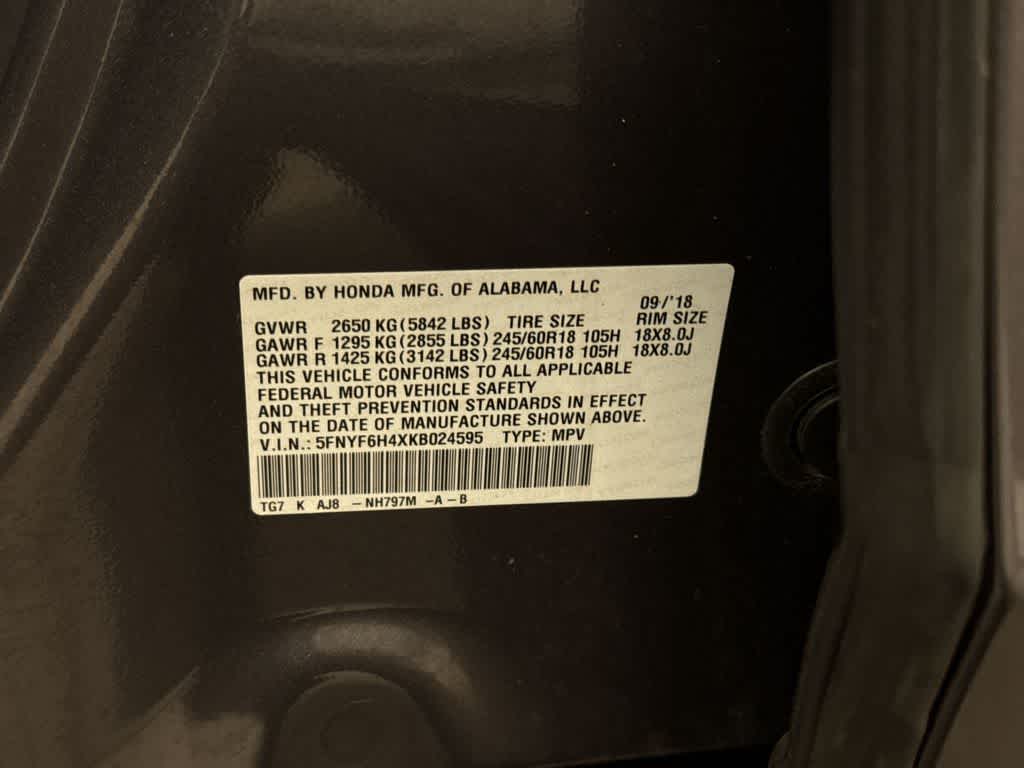 MFD. BY HONDA MFG. OF ALABAMA, LLC
09/'18
GVWR 2650 KG (5842 LBS) TIRE SIZE RIM SIZE
GAWR F 1295 KG (2855 LBS) 245/60R18 105H 18X8.0J
GAWR R 1425 KG (3142 LBS) 245/60R18 105H 18X8.0J
THIS VEHICLE CONFORMS TO ALL APPLICABLE
FEDERAL MOTOR VEHICLE SAFETY
AND THEFT PREVENTION STANDARDS IN EFFECT
ON THE DATE OF MANUFACTURE SHOWN ABOVE.
V.I.N.: 5FNYF6H4XKB024595 TYPE: MPV
TG7 K AJ8 -NH797M -A-B